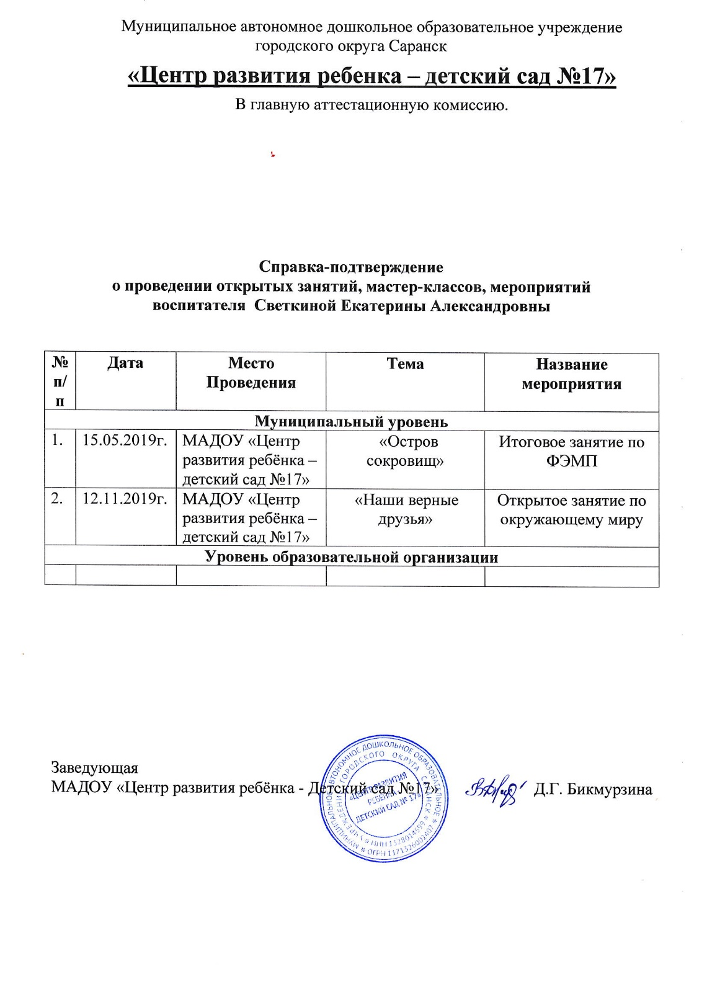 Муниципальное автономное дошкольное образовательное учреждение
городского округа Саранск
«Центр развития ребенка – детский сад №17»
В главную аттестационную комиссию.
Справка-подтверждение
о проведении открытых занятий, мастер-классов, мероприятий
воспитателя Светкиной Екатерины Александровны
№ п/п Дата Место Проведения Тема Название мероприятия
Муниципальный уровень
1. 15.05.2019г. МАДОУ «Центр развития ребёнка – детский сад №17» «Остров сокровищ» Итоговое занятие по ФЭМП
2. 12.11.2019г. МАДОУ «Центр развития ребёнка – детский сад №17» «Наши верные друзья» Открытое занятие по окружающему миру
Уровень образовательной организации
Заведующая
МАДОУ «Центр развития ребёнка - Детский сад №17» Д.Г. Бикмурзина
МУНИЦИПАЛЬНОЕ АВТОНОМНОЕ ДОШКОЛЬНОЕ ОБРАЗОВАТЕЛЬНОЕ
ГОРОДСКОГО ОКРУГА САРАНСК
«ЦЕНТР РАЗВИТИЯ
РЕБЕНКА
ДЕТСКИЙ САД № 17»
ИНН 1328014599
ОГРН 1171326002407